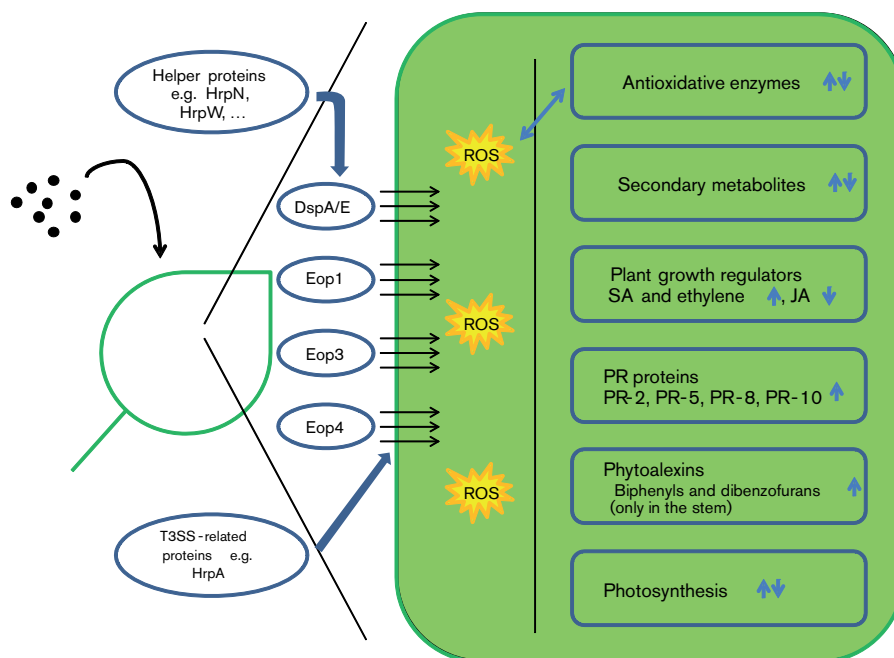 Helper proteins
e.g. HrpN,
HrpW, ...
DspA/E
Eop1
Eop3
Eop4
T3SS-related
proteins e.g.
HrpA
ROS
ROS
ROS
Antioxidative enzymes
Secondary metabolites
Plant growth regulators
SA and ethylene , JA
PR proteins
PR-2, PR-5, PR-8, PR-10
Phytoalexins
Biphenyls and dibenzofurans
(only in the stem)
Photosynthesis